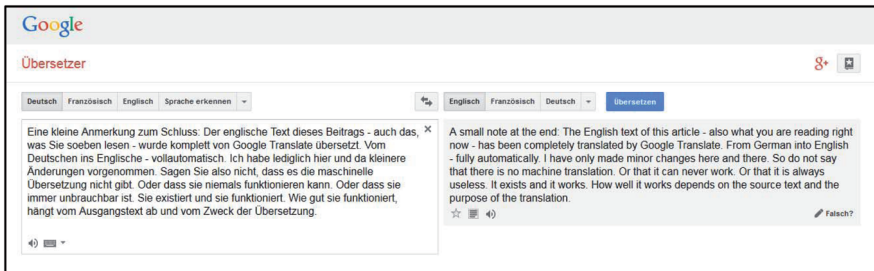 Google
Übersetzer
g+
Deutsch Französisch Englisch Sprache erkennen
Englisch Französisch Deutsch Übersetzen
Eine kleine Anmerkung zum Schluss: Der englische Text dieses Beitrags - auch das,
was Sie soeben lesen - wurde komplett von Google Translate übersetzt. Vom
Deutschen ins Englische - vollautomatisch. Ich habe lediglich hier und da kleinere
Änderungen vorgenommen. Sagen Sie also nicht, dass es die maschinelle
Übersetzung nicht gibt. Oder dass sie niemals funktionieren kann. Oder dass sie
immer unbrauchbar ist. Sie existiert und sie funktioniert. Wie gut sie funktioniert,
hängt vom Ausgangstext ab und vom Zweck der Übersetzung.
A small note at the end: The English text of this article - also what you are reading right
now - has been completely translated by Google Translate. From German into English
- fully automatically. I have only made minor changes here and there. So do not say
that there is no machine translation. Or that it can never work. Or that it is always
useless. It exists and it works. How well it works depends on the source text and the
purpose of the translation.
Falsch?